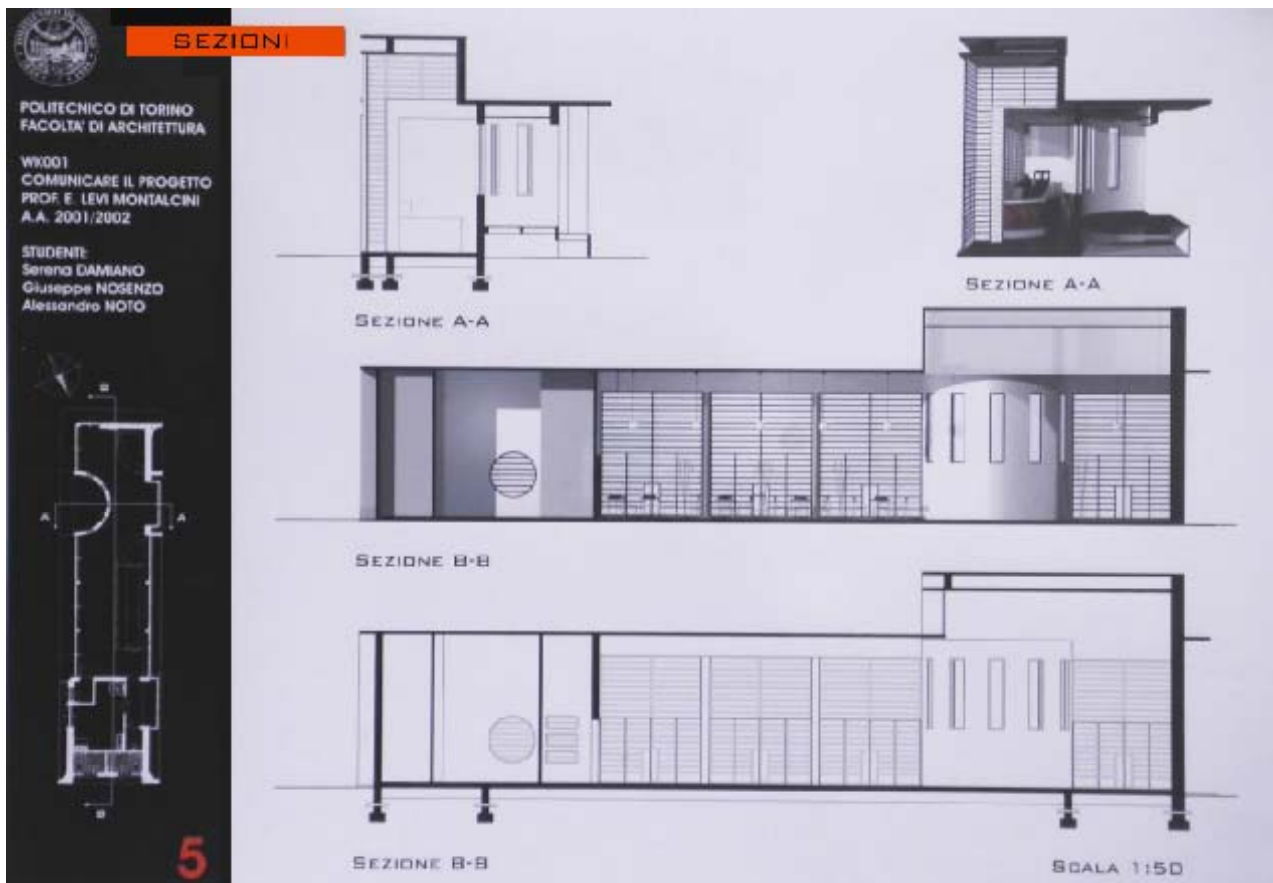 SEZIONI
POLITECNICO DI TORINO
FACOLTA' DI ARCHITETTURA
WK001
COMUNICARE IL PROGETTO
PROF. E. LEVI MONTALCINI
A.A. 2001/2002
STUDENTI:
Serena DAMIANO
Giuseppe NOSENZO
Alessandro NOTO
B
A
A
B
5
SEZIONE A-A
SEZIONE A-A
SEZIONE B-B
SEZIONE B-B
SCALA 1:50